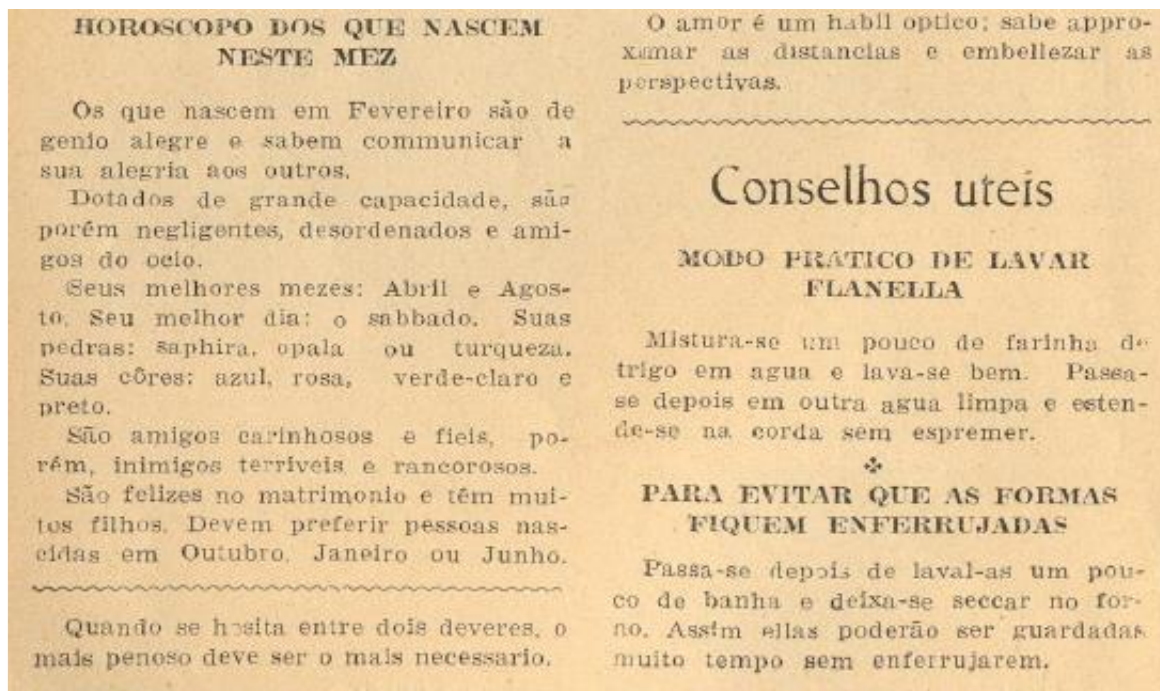 HOROSCOPO DOS QUE NASCEM
NESTE MEZ
Os que nascem em Fevereiro são de
genio alegre e sabem communicar a
sua alegria aos outros.
Dotados de grande capacidade, são
porém negligentes, desordenados e ami-
gos do ocio.
Seus melhores mezes: Abril e Agos-
to. Seu melhor dia: o sabbado. Suas
pedras: saphira, opala ou turqueza.
Suas côres: azul, rosa, verde-claro e
preto.
São amigos carinhosos e fieis, po-
rém, inimigos terriveis e rancorosos.
São felizes no matrimonio e têm mui-
tos filhos. Devem preferir pessoas nas-
cidas em Outubro, Janeiro ou Junho.
Quando se hesita entre dois deveres, o
mais penoso deve ser o mais necessario.
O amor é um habil optico; sabe appro-
ximar as distancias e embellezar as
perspectivas.
Conselhos uteis
MODO PRATICO DE LAVAR
FLANELLA
Mistura-se um pouco de farinha de
trigo em agua e lava-se bem. Passa-
se depois em outra agua limpa e esten-
de-se na corda sem espremer.
PARA EVITAR QUE AS FORMAS
FIQUEM ENFERRUJADAS
Passa-se depois de laval-as um pou-
co de banha e deixa-se seccar no for-
no. Assim ellas poderão ser guardadas
muito tempo sem enferrujarem.